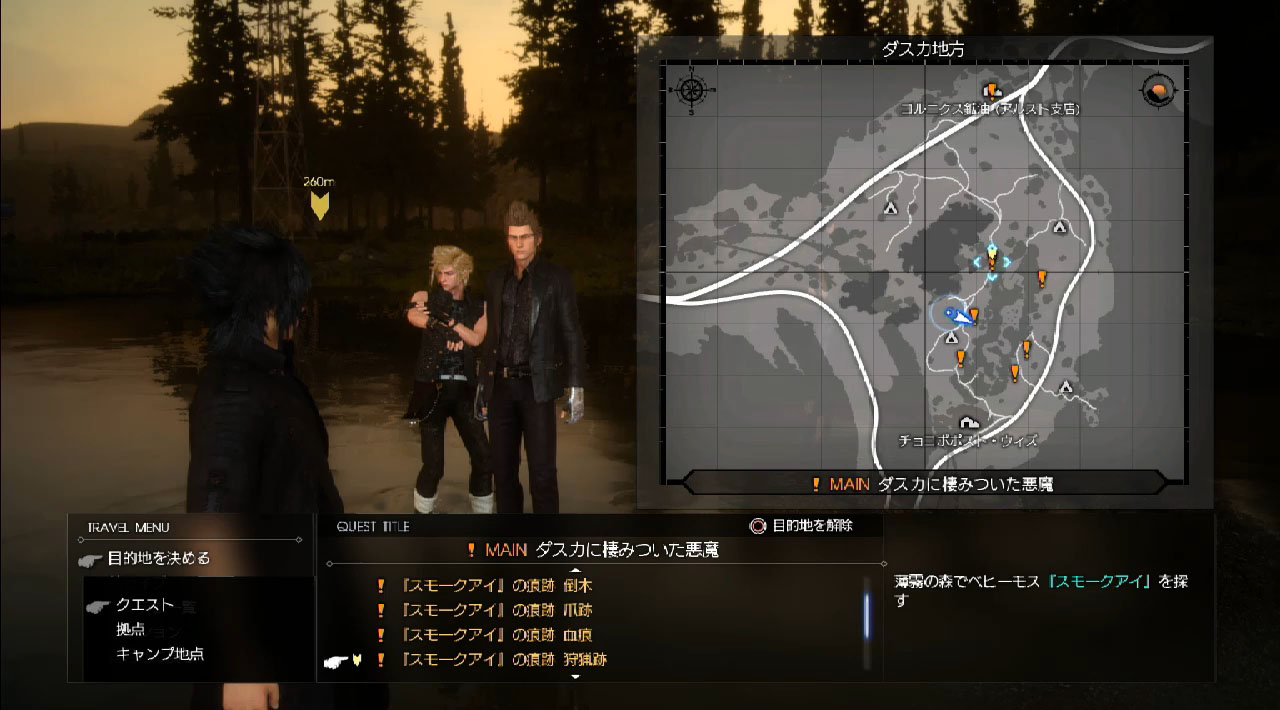 ダスカ地方
N
S
コルニクス鉱油(アルスト支店)
260m
チョコボポスト・ウィズ
! MAIN ダスカに棲みついた悪魔
TRAVEL MENU
目的地を決める
クエスト
拠点
キャンプ地点
QUEST TITLE
目的地を解除
! MAIN ダスカに棲みついた悪魔
! 『スモークアイ』の痕跡 倒木
! 『スモークアイ』の痕跡 爪跡
! 『スモークアイ』の痕跡 血痕
! 『スモークアイ』の痕跡 狩猟跡
薄霧の森でベヒーモス『スモークアイ』を探
す